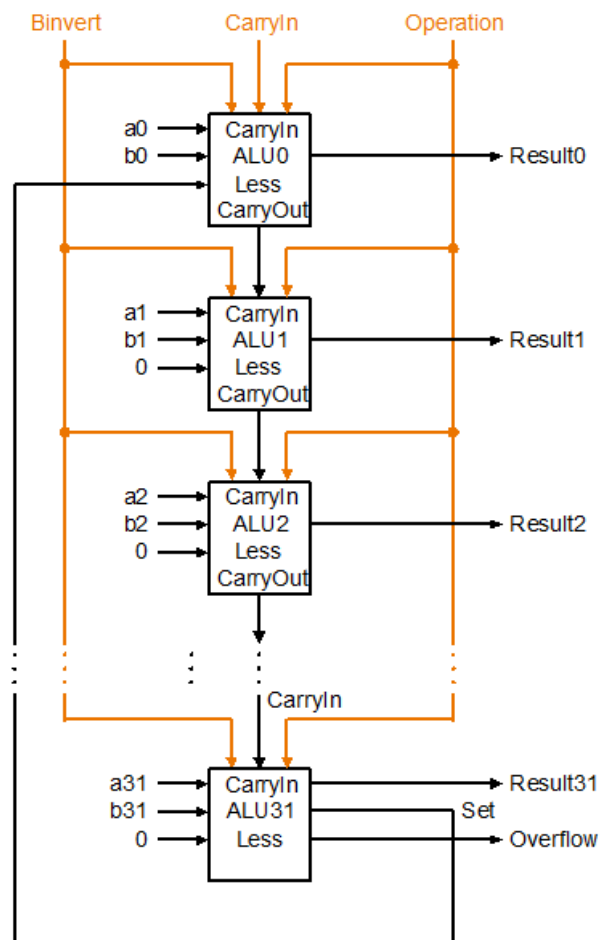 Binvert CarryIn Operation
a0 CarryIn
b0 ALU0 Result0
Less
CarryOut
a1 CarryIn
b1 ALU1 Result1
0 Less
CarryOut
a2 CarryIn
b2 ALU2 Result2
0 Less
CarryOut
CarryIn
a31 CarryIn Result31
b31 ALU31 Set
0 Less Overflow